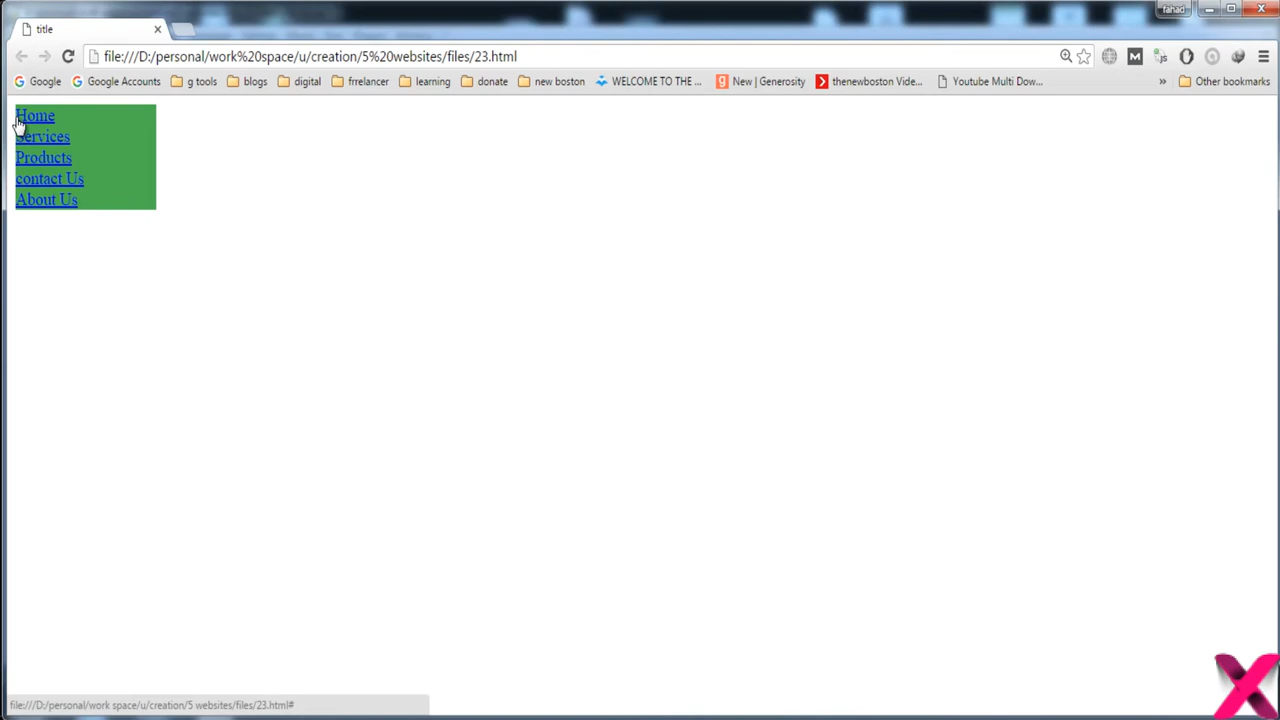 fahad
title
file:///D:/personal/work%20space/u/creation/5%20websites/files/23.html
Google Google Accounts g tools blogs digital frrelancer learning donate new boston WELCOME TO THE ... New | Generosity thenewboston Vide... Youtube Multi Dow... » Other bookmarks
Home
Services
Products
contact Us
About Us
file:///D:/personal/work space/u/creation/5 websites/files/23.html#